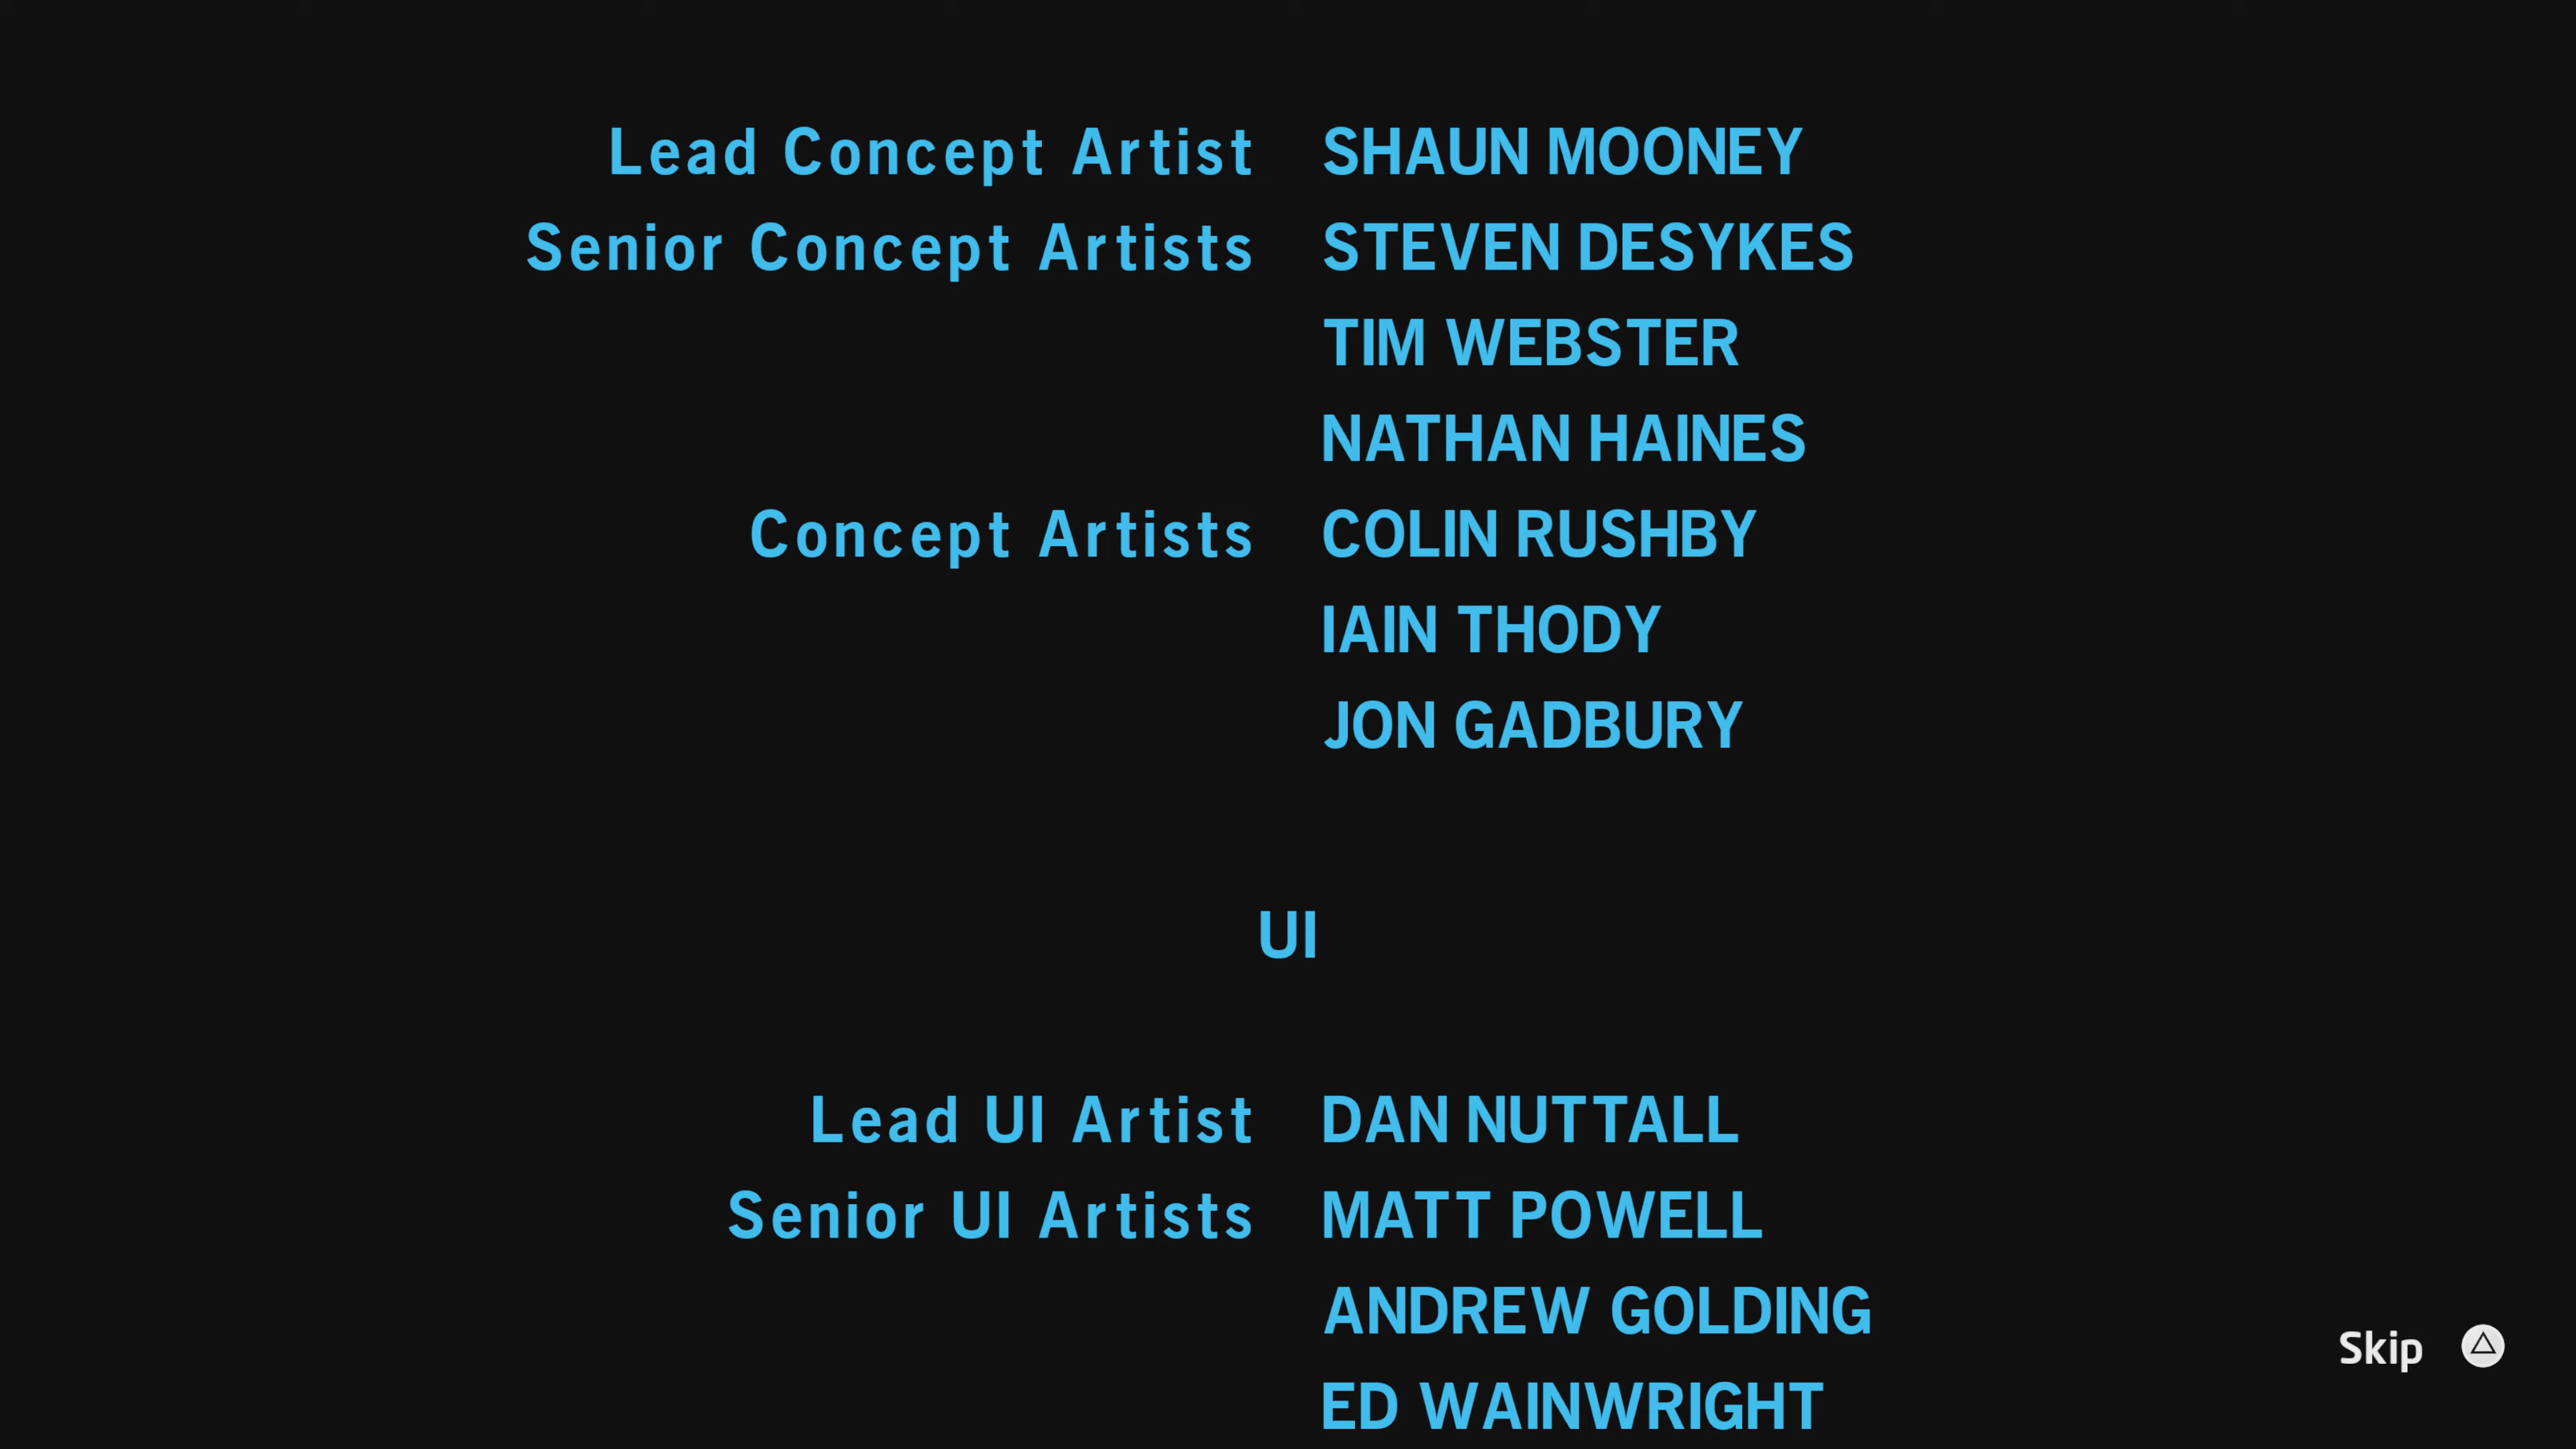 Lead Concept Artist SHAUN MOONEY
Senior Concept Artists STEVEN DESYKES
TIM WEBSTER
NATHAN HAINES
Concept Artists COLIN RUSHBY
IAIN THODY
JON GADBURY
UI
Lead UI Artist DAN NUTTALL
Senior UI Artists MATT POWELL
ANDREW GOLDING
Skip
ED WAINWRIGHT